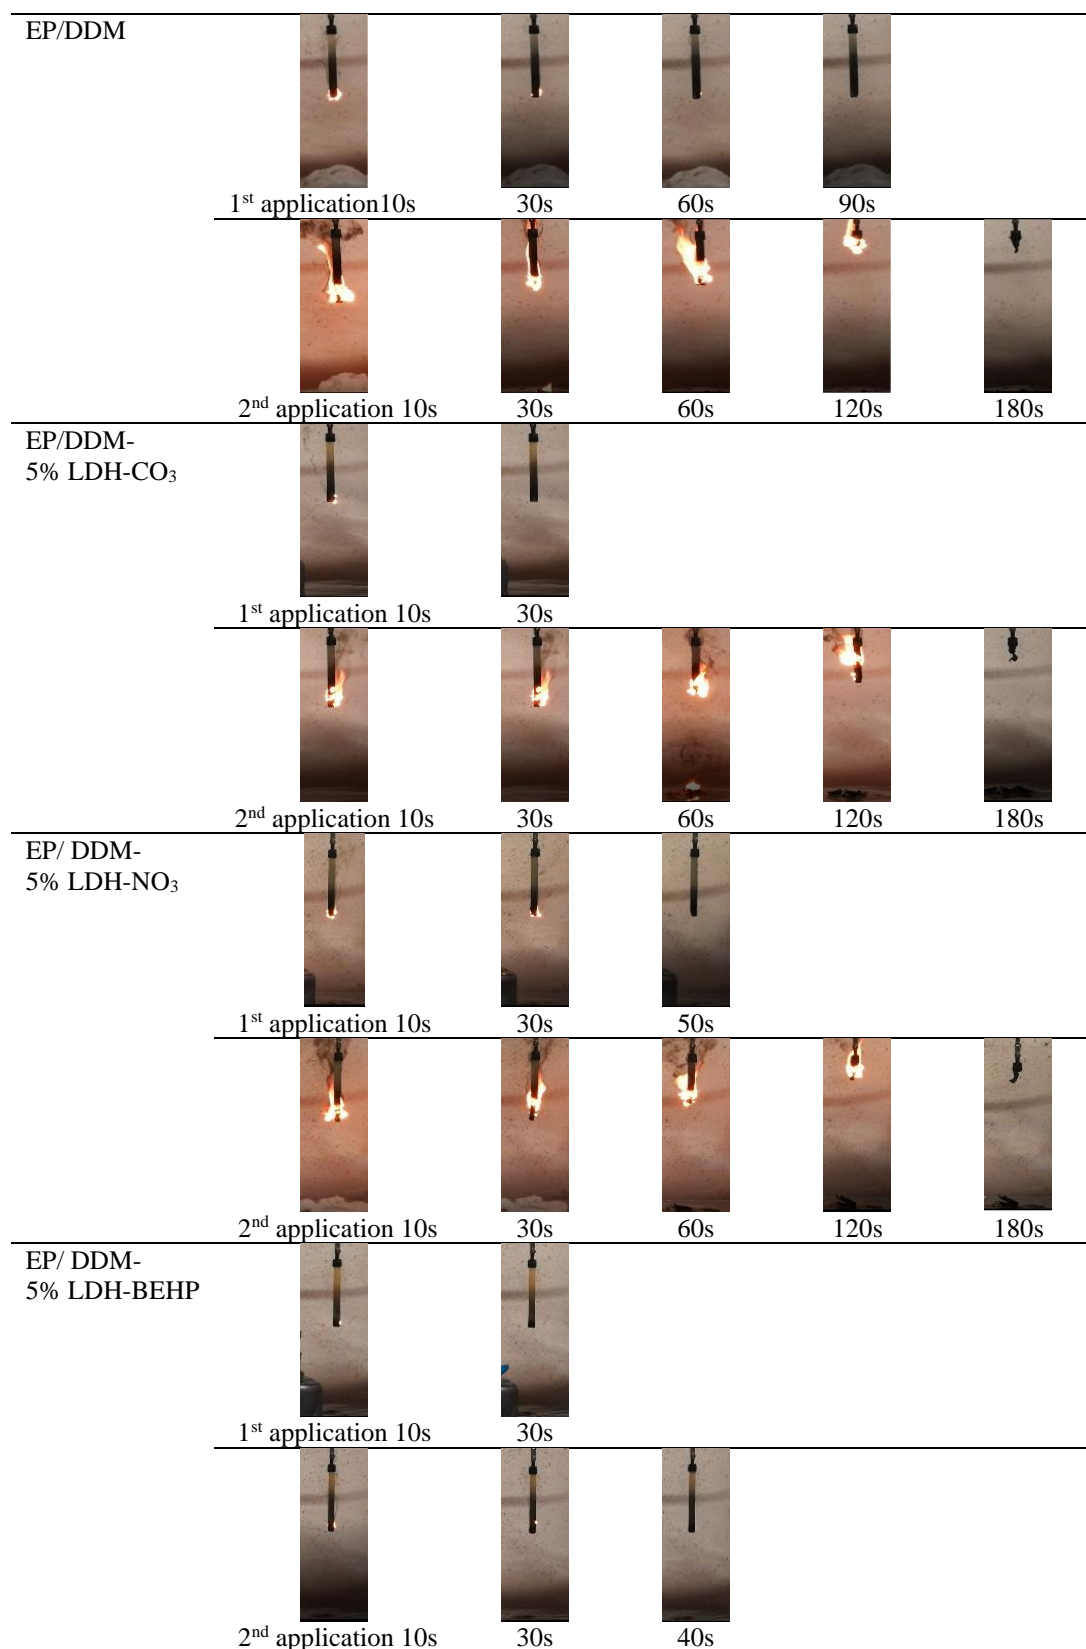 EP/DDM
1st application10s 30s 60s 90s
2nd application 10s 30s 60s 120s 180s
EP/DDM-
5% LDH-CO₃
1st application 10s 30s
2nd application 10s 30s 60s 120s 180s
EP/ DDM-
5% LDH-NO₃
1st application 10s 30s 50s
2nd application 10s 30s 60s 120s 180s
EP/ DDM-
5% LDH-BEHP
1st application 10s 30s
2nd application 10s 30s 40s